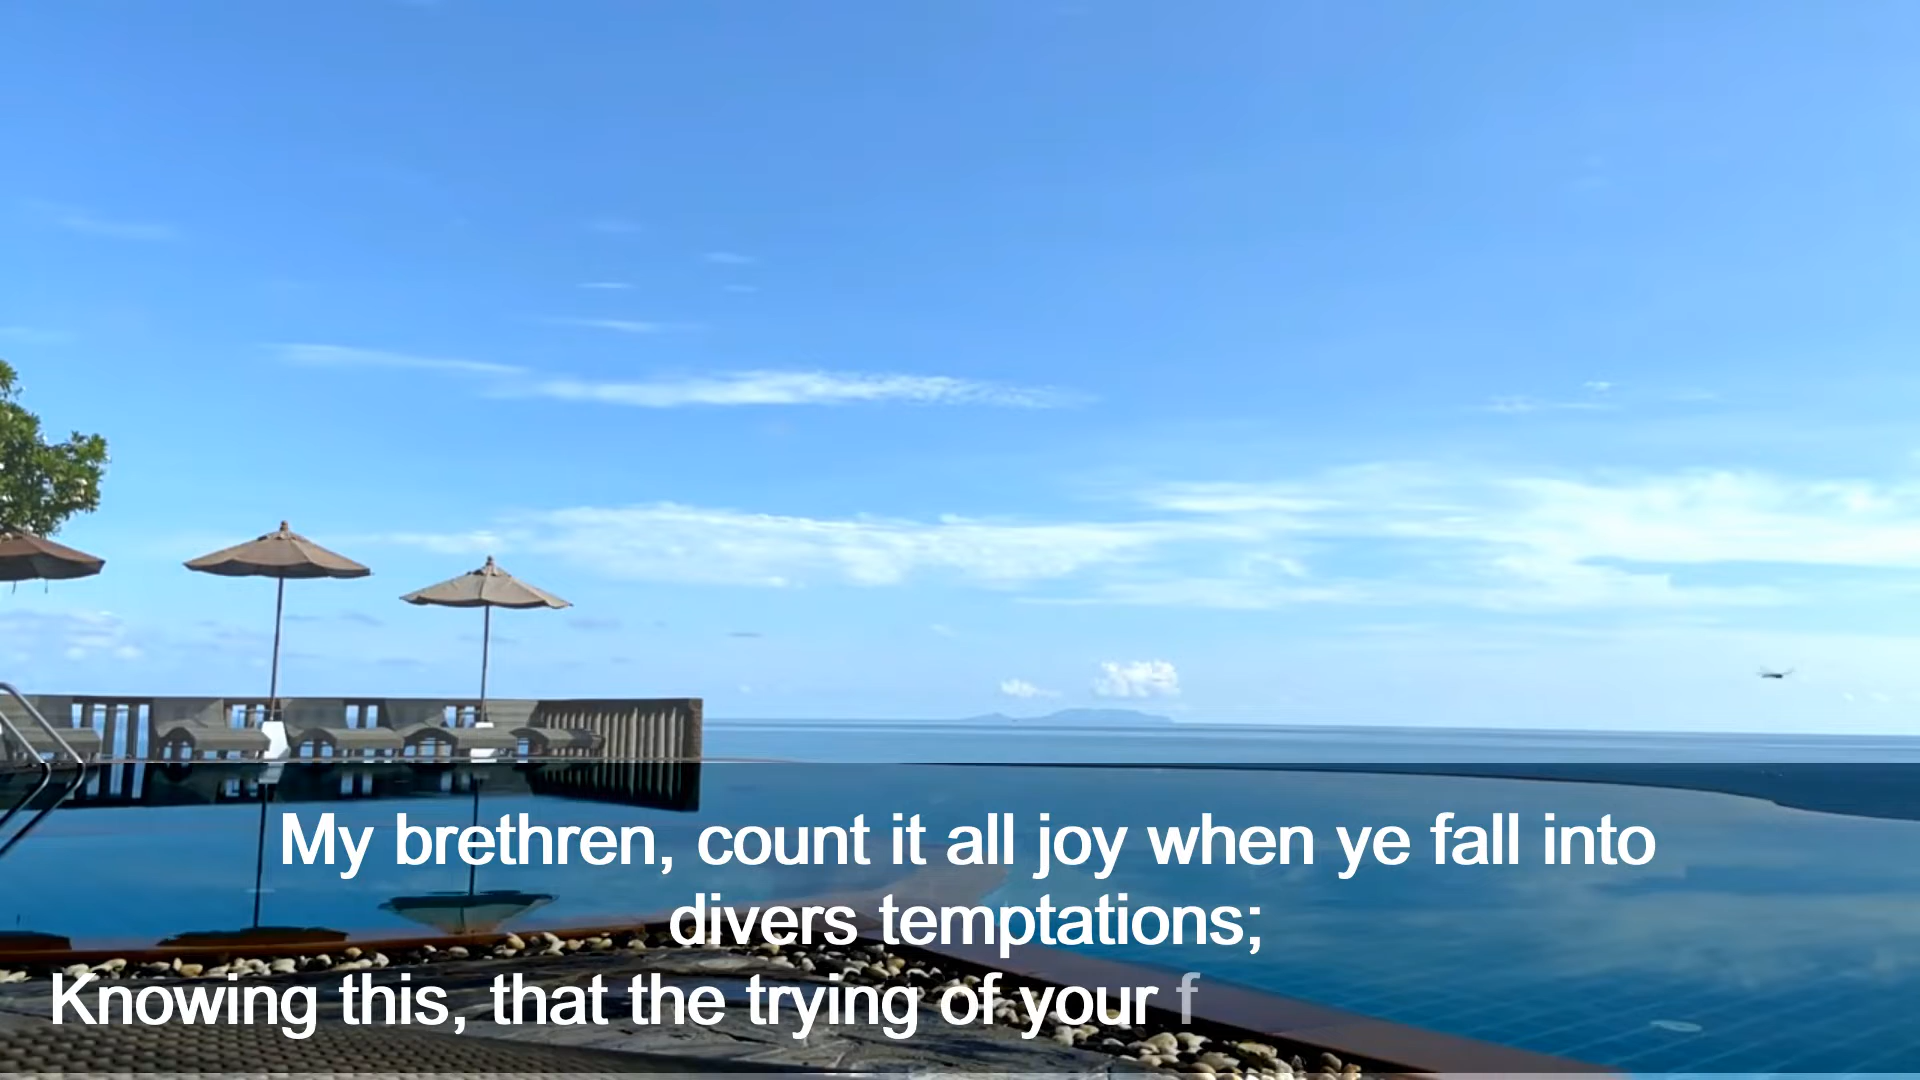 My brethren, count it all joy when ye fall into
divers temptations;
Knowing this, that the trying of your f